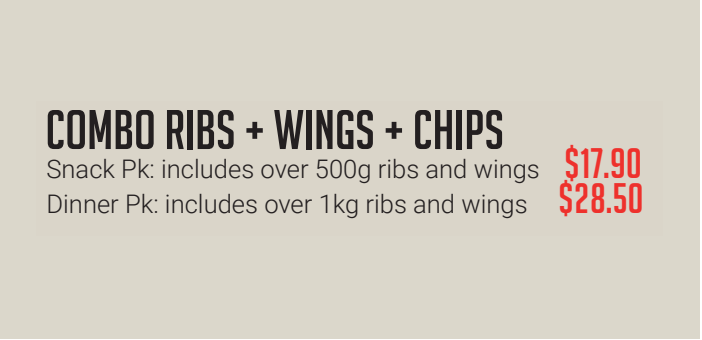 COMBO RIBS + WINGS + CHIPS
Snack Pk: includes over 500g ribs and wings $17.90
Dinner Pk: includes over 1kg ribs and wings $28.50